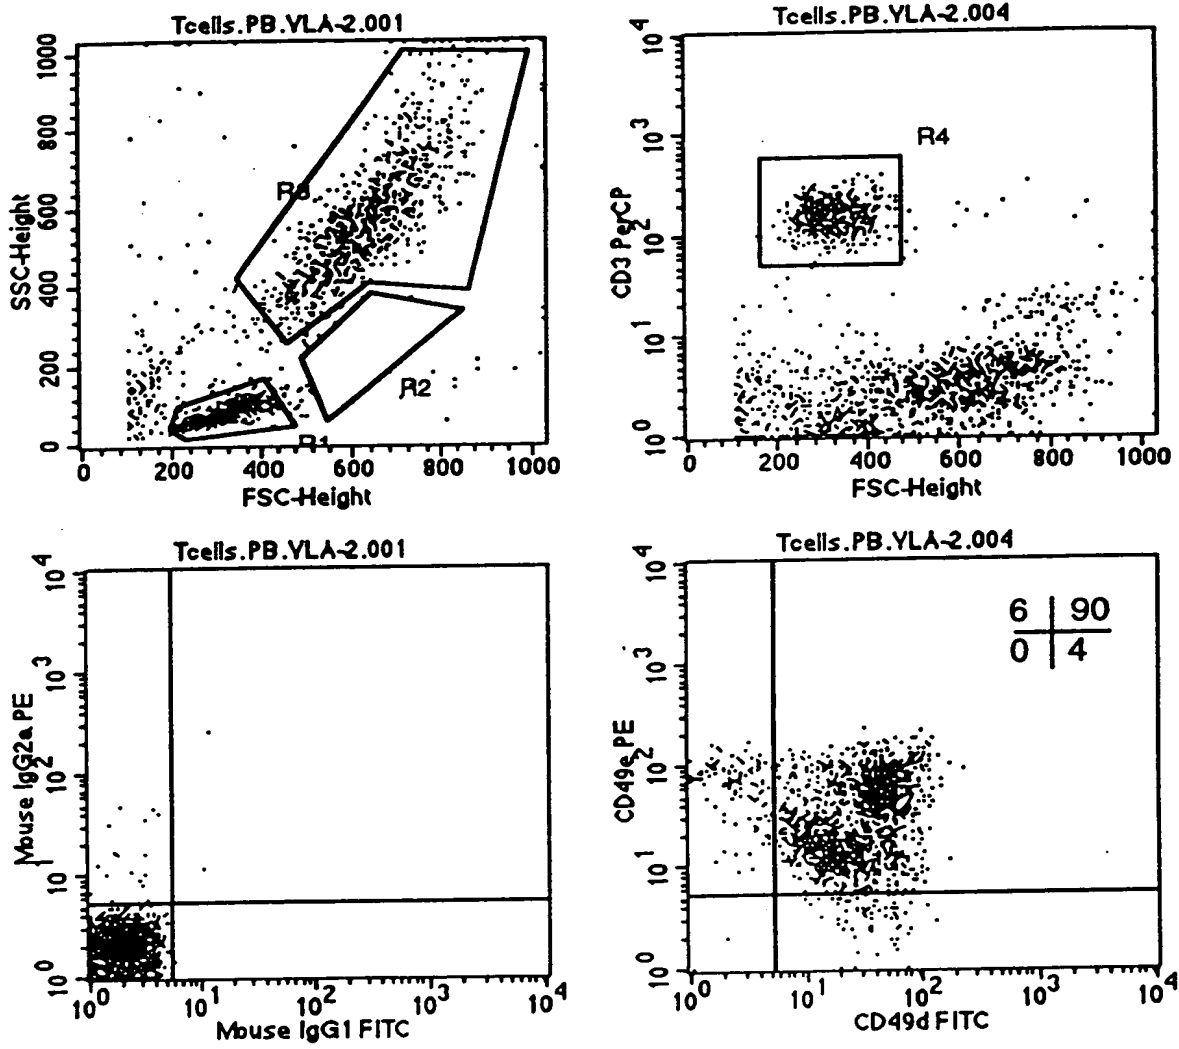 Tcells.PB.VLA-2.001
1000
800
600
400
200
0
SSC-Height
R3
R2
R1
0 200 400 600 800 1000
FSC-Height
Tcells.PB.VLA-2.004
10^4
10^3
10^2
10^1
10^0
CD3 PerCP
R4
0 200 400 600 800 1000
FSC-Height
Tcells.PB.VLA-2.001
10^4
10^3
10^2
10^1
10^0
Mouse IgG2a PE
10^0 10^1 10^2 10^3 10^4
Mouse IgG1 FITC
Tcells.PB.VLA-2.004
10^4
10^3
10^2
10^1
10^0
CD49e PE
6 90
0 4
10^0 10^1 10^2 10^3 10^4
CD49d FITC